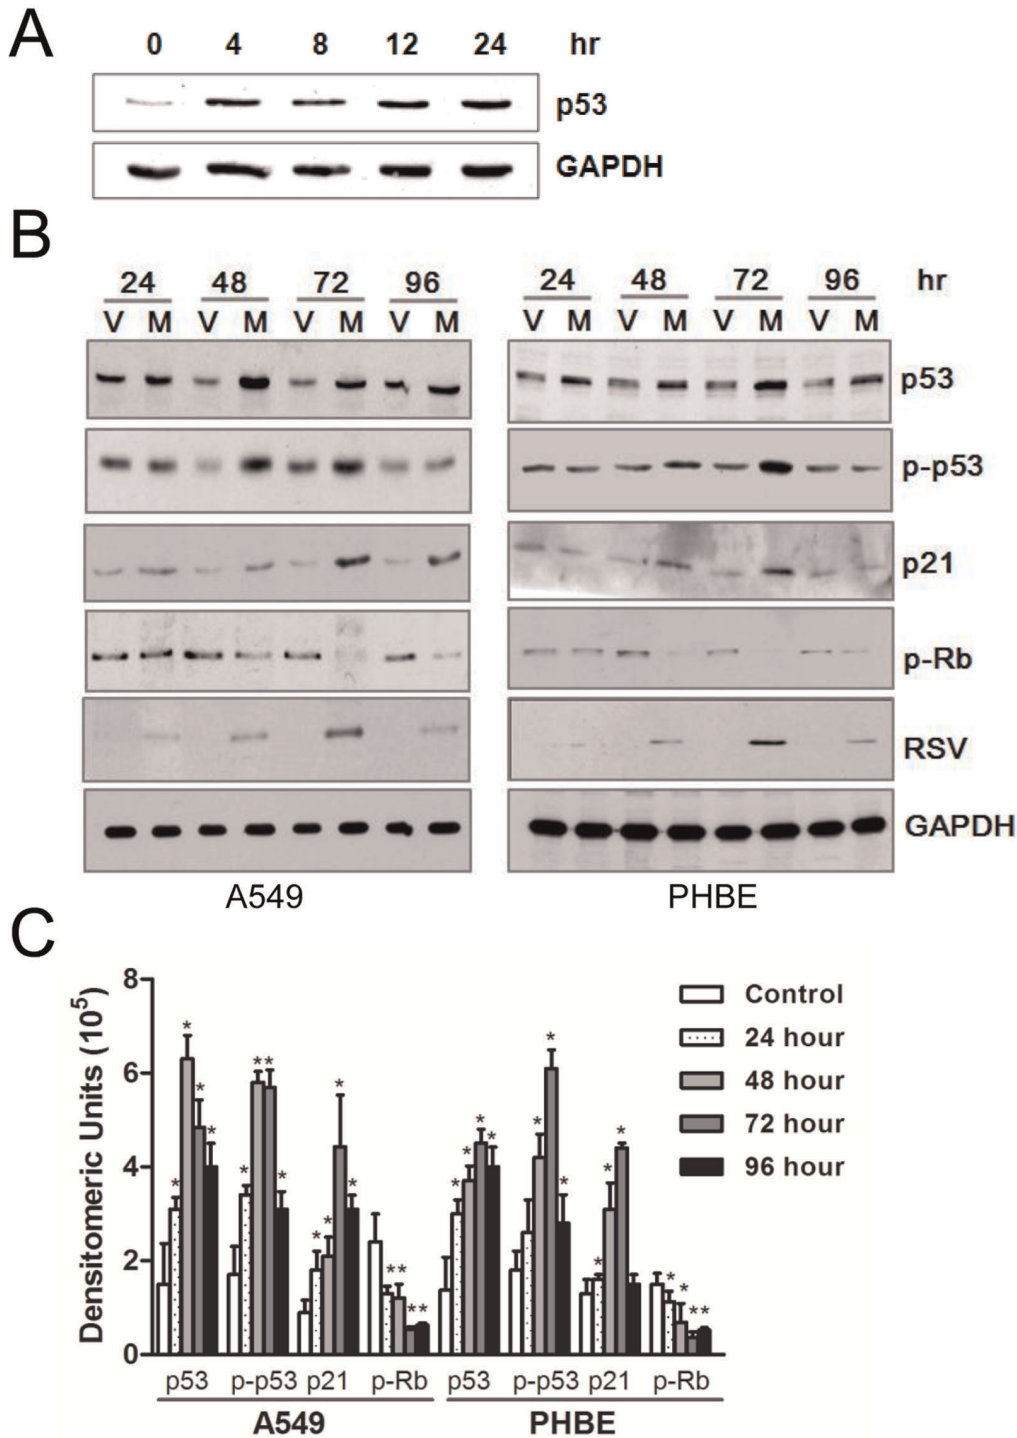 A
0 4 8 12 24 hr
p53
GAPDH
B
24 48 72 96 24 48 72 96 hr
V M V M V M V M V M V M V M V M
p53
p-p53
p21
p-Rb
RSV
GAPDH
A549 PHBE
C
Densitometric Units (10⁵)
8
6
4
2
0
* * * * * ** * * * * * ** ** * * * * * * * * * * * * * **
Control
24 hour
48 hour
72 hour
96 hour
p53 p-p53 p21 p-Rb p53 p-p53 p21 p-Rb
A549 PHBE